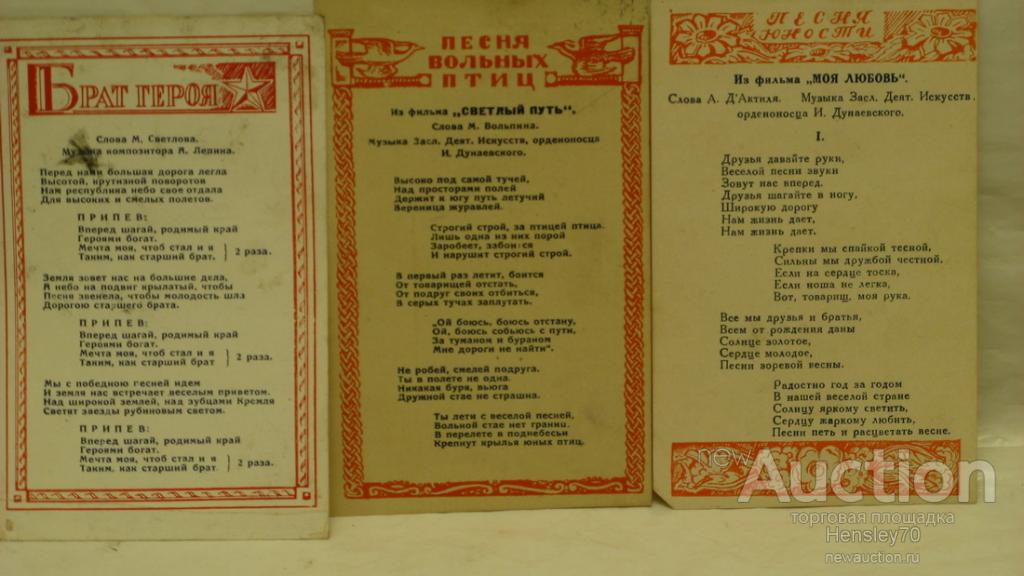 БРАТ ГЕРОЯ
Слова М. Светлова.
Музыка композитора А. Лепина.
Перед нами большая дорога легла
Высотой, крутизной поворотов
Нам республика небо свое отдала
Для высоких и смелых полетов.
ПРИПЕВ:
Вперед шагай, родимый край
Героями богат.
Мечта моя, чтоб стал и я
Таким, как старший брат.
} 2 раза.
Земля зовет нас на большие дела,
А небо на подвиг крылатый, чтобы
Песня звенела, чтобы молодость шла
Дорогою старшего брата.
ПРИПЕВ:
Вперед шагай, родимый край
Героями богат.
Мечта моя, чтоб стал и я
Таким, как старший брат
} 2 раза.
Мы с победною песней идем
И земля нас встречает веселым приветом.
Над широкой землей, над зубцами Кремля
Светят звезды рубиновым светом.
ПРИПЕВ:
Вперед шагай, родимый край
Героями богат.
Мечта моя, чтоб стал и я
Таким, как старший брат.
} 2 раза.
ПЕСНЯ
ВОЛЬНЫХ
ПТИЦ
Из фильма „СВЕТЛЫЙ ПУТЬ“.
Слова М. Вольпина.
Музыка Засл. Деят. Искусств, орденоносца
И. Дунаевского.
Высоко под самой тучей,
Над просторами полей
Держит к югу путь летучий
Вереница журавлей.
Строгий строй, за птицей птица.
Лишь одна из них порой
Заробеет, забоится
И нарушит строгий строй.
В первый раз летит, боится
От товарищей отстать,
От подруг своих отбиться,
В серых тучах заплутать.
„Ой боюсь, боюсь отстану,
Ой, боюсь собьюсь с пути,
За туманом и бураном
Мне дороги не найти“.
Не робей, смелей подруга.
Ты в полете не одна.
Никакая буря, вьюга
Дружной стае не страшна.
Ты лети с веселой песней,
Вольной стае нет границ.
В перелете в поднебесьи
Крепнут крылья юных птиц.
ПЕСНЯ
ЮНОСТИ
Из фильма „МОЯ ЛЮБОВЬ“.
Слова А. Д'Актиля. Музыка Засл. Деят. Искусств.
орденоносца И. Дунаевского.
I.
Друзья давайте руки,
Веселой песни звуки
Зовут нас вперед.
Друзья шагайте в ногу,
Широкую дорогу
Нам жизнь дает,
Нам жизнь дает.
Крепки мы спайкой тесной,
Сильны мы дружбой честной.
Если на сердце тоска,
Если ноша не легка,
Вот, товарищ, моя рука.
Все мы друзья и братья,
Всем от рождения даны
Солнце золотое,
Сердце молодое,
Песни зоревой весны.
Радостно год за годом
В нашей веселой стране
Солнцу яркому светить,
Сердцу жаркому любить,
Песни петь и расцветать весне.
new Auction
торговая площадка
Hensley70
newauction.ru